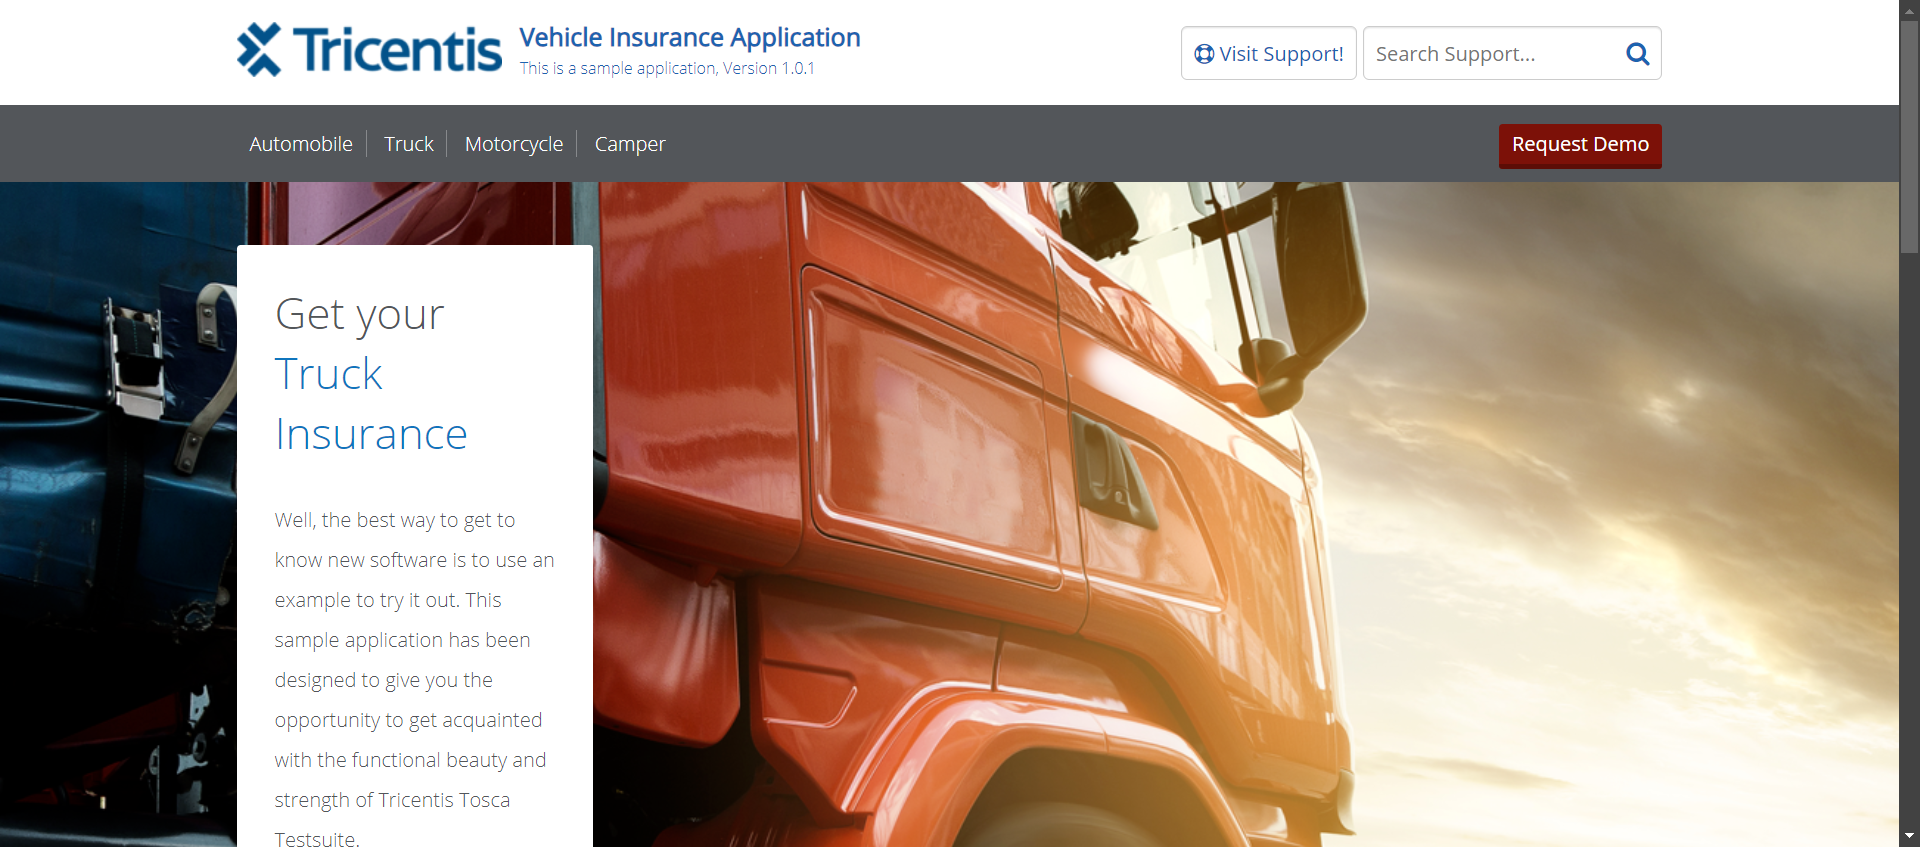 Tricentis
Vehicle Insurance Application
This is a sample application, Version 1.0.1
Visit Support!
Search Support...
Automobile
Truck
Motorcycle
Camper
Request Demo
Get your
Truck
Insurance
Well, the best way to get to
know new software is to use an
example to try it out. This
sample application has been
designed to give you the
opportunity to get acquainted
with the functional beauty and
strength of Tricentis Tosca
Testsuite.